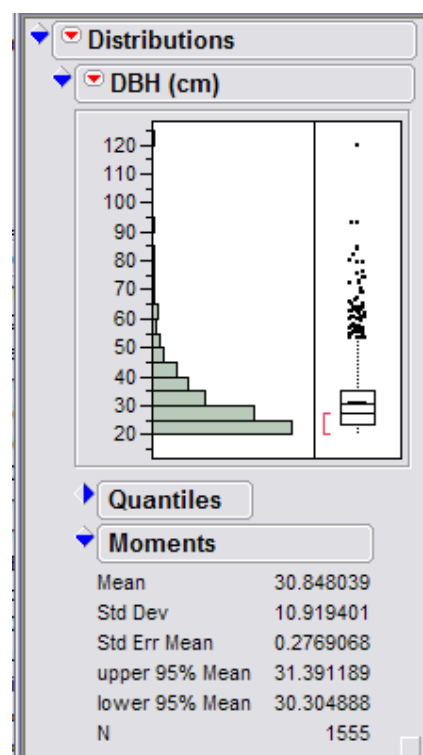 Distributions
DBH (cm)
120
110
100
90
80
70
60
50
40
30
20
Quantiles
Moments
Mean 30.848039
Std Dev 10.919401
Std Err Mean 0.2769068
upper 95% Mean 31.391189
lower 95% Mean 30.304888
N 1555